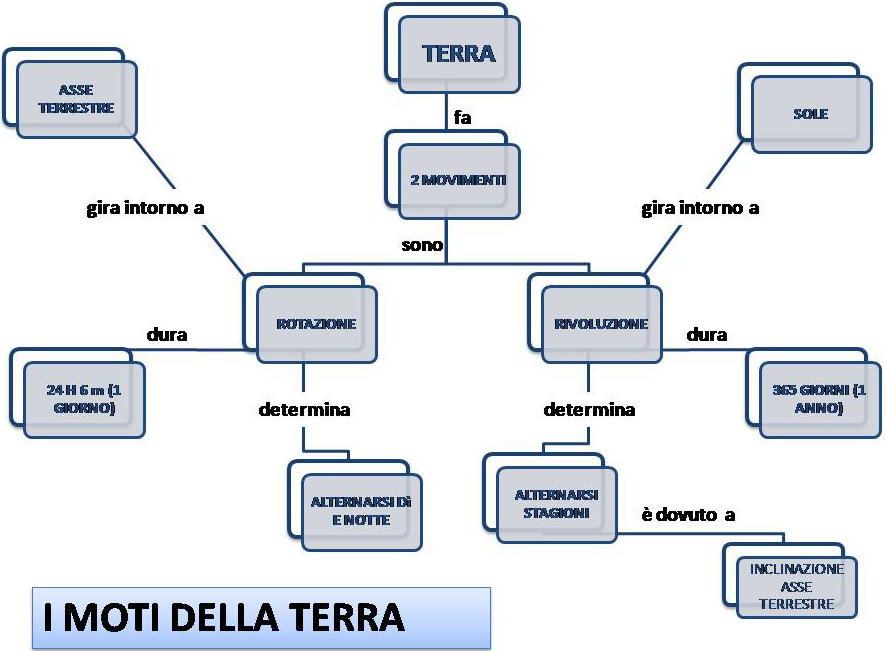 TERRA
ASSE
TERRESTRE
SOLE
fa
2 MOVIMENTI
gira intorno a
gira intorno a
sono
ROTAZIONE
RIVOLUZIONE
dura
dura
24 H 6 m (1
GIORNO)
365 GIORNI (1
ANNO)
determina
determina
ALTERNARSI Dì
E NOTTE
ALTERNARSI
STAGIONI
è dovuto a
INCLINAZIONE
ASSE
TERRESTRE
I MOTI DELLA TERRA